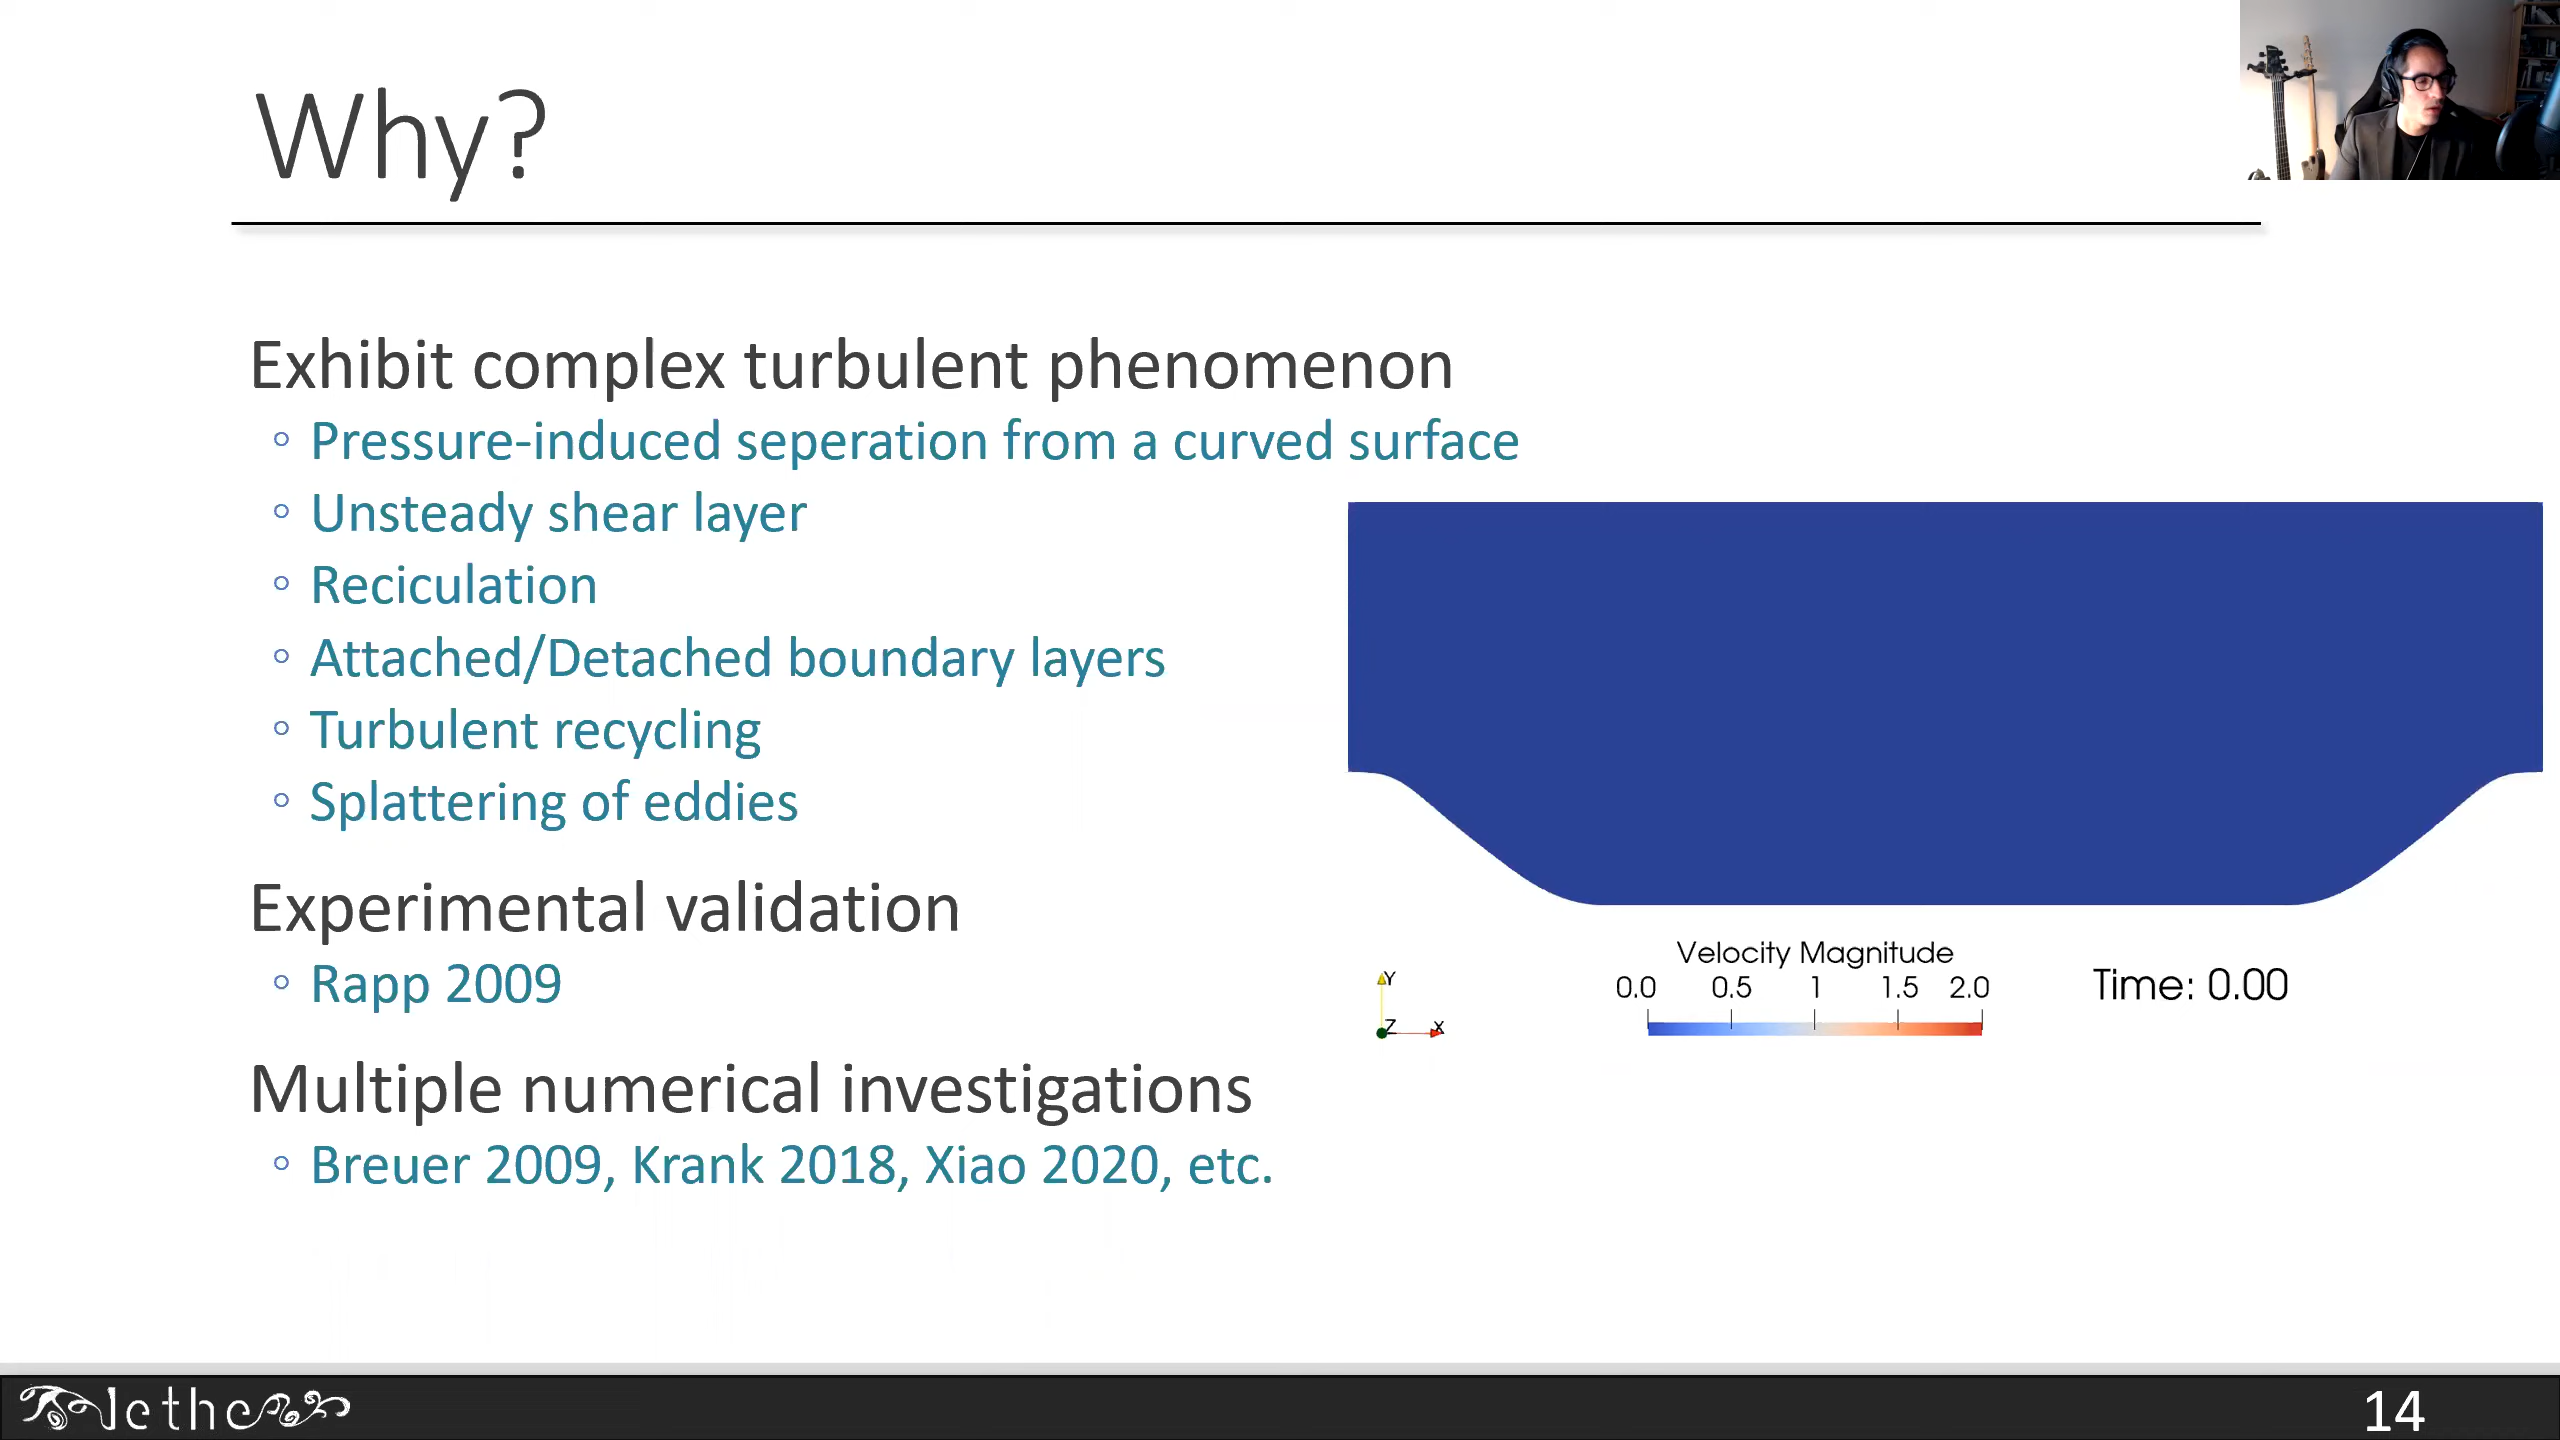 Why?
Exhibit complex turbulent phenomenon
◦ Pressure-induced seperation from a curved surface
◦ Unsteady shear layer
◦ Reciculation
◦ Attached/Detached boundary layers
◦ Turbulent recycling
◦ Splattering of eddies
Experimental validation
◦ Rapp 2009
Multiple numerical investigations
◦ Breuer 2009, Krank 2018, Xiao 2020, etc.
Y
Z X
Velocity Magnitude
0.0 0.5 1 1.5 2.0
Time: 0.00
lethe
14